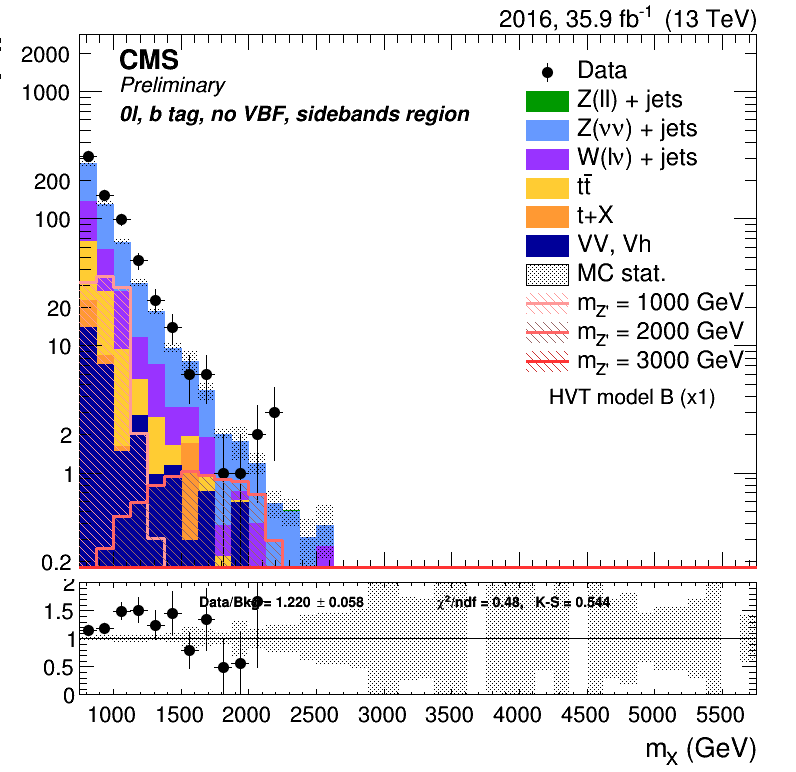 2016, 35.9 fb⁻¹ (13 TeV)
CMS
Preliminary
0l, b tag, no VBF, sidebands region
Data
Z(ll) + jets
Z(νν) + jets
W(lν) + jets
tt̄
t+X
VV, Vh
MC stat.
m_Z' = 1000 GeV
m_Z' = 2000 GeV
m_Z' = 3000 GeV
HVT model B (x1)
2000
1000
200
100
20
10
2
1
0.2
2
1.5
1
0.5
0
Data/Bkg = 1.220 ± 0.058
χ²/ndf = 0.48, K-S = 0.544
1000 1500 2000 2500 3000 3500 4000 4500 5000 5500
m_X (GeV)